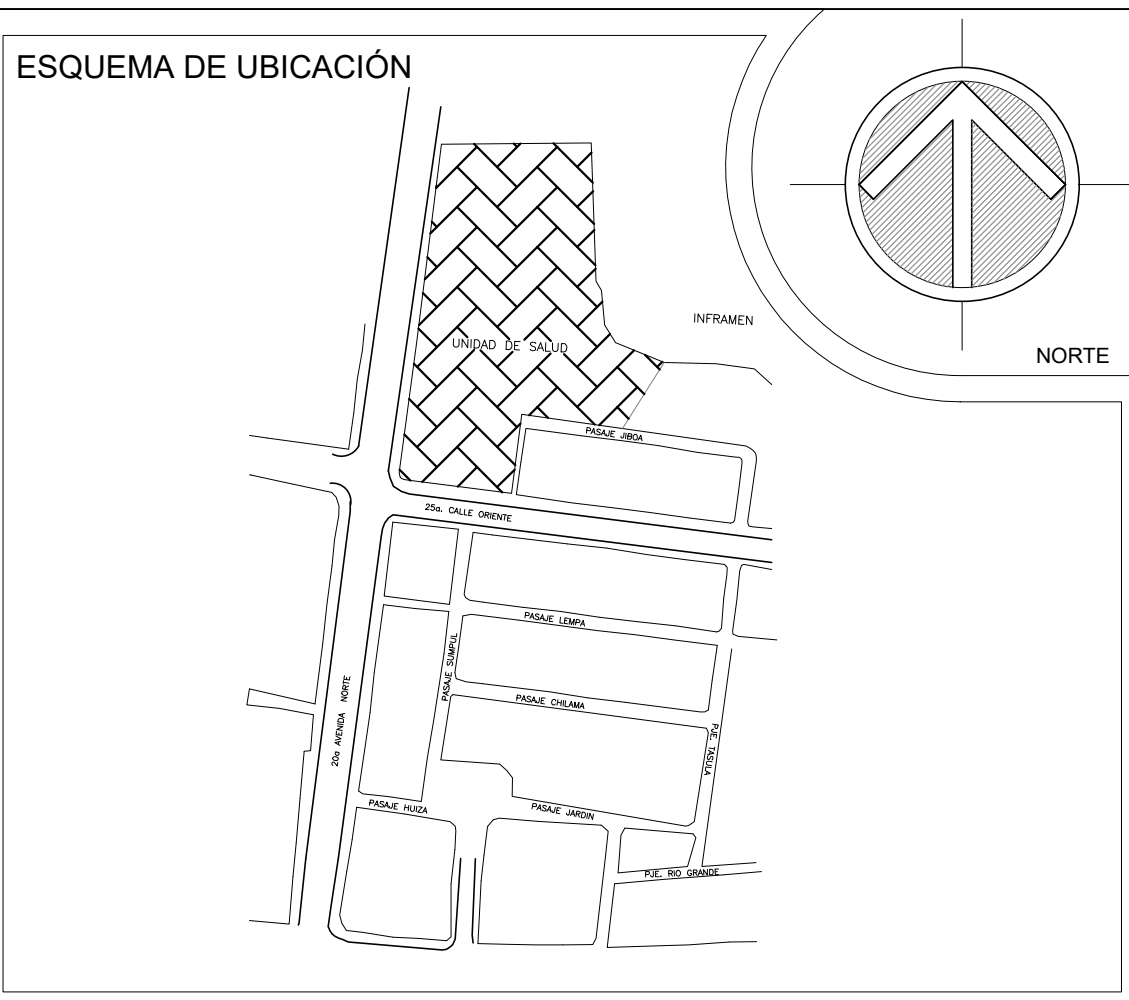 ESQUEMA DE UBICACIÓN
NORTE
INFRAMEN
UNIDAD DE SALUD
PASAJE JIBOA
25a. CALLE ORIENTE
PASAJE LEMPA
PASAJE SUMPUL
PASAJE CHILAMA
20a AVENIDA NORTE
PJE. TASULA
PASAJE HUIZA
PASAJE JARDIN
PJE. RIO GRANDE